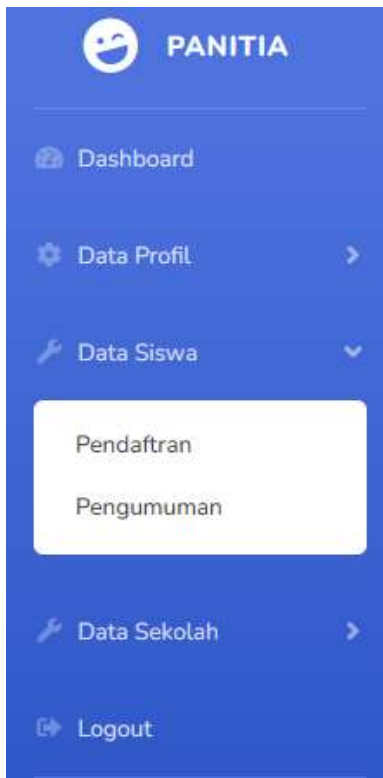 PANITIA
Dashboard
Data Profil
Data Siswa
Pendaftran
Pengumuman
Data Sekolah
Logout